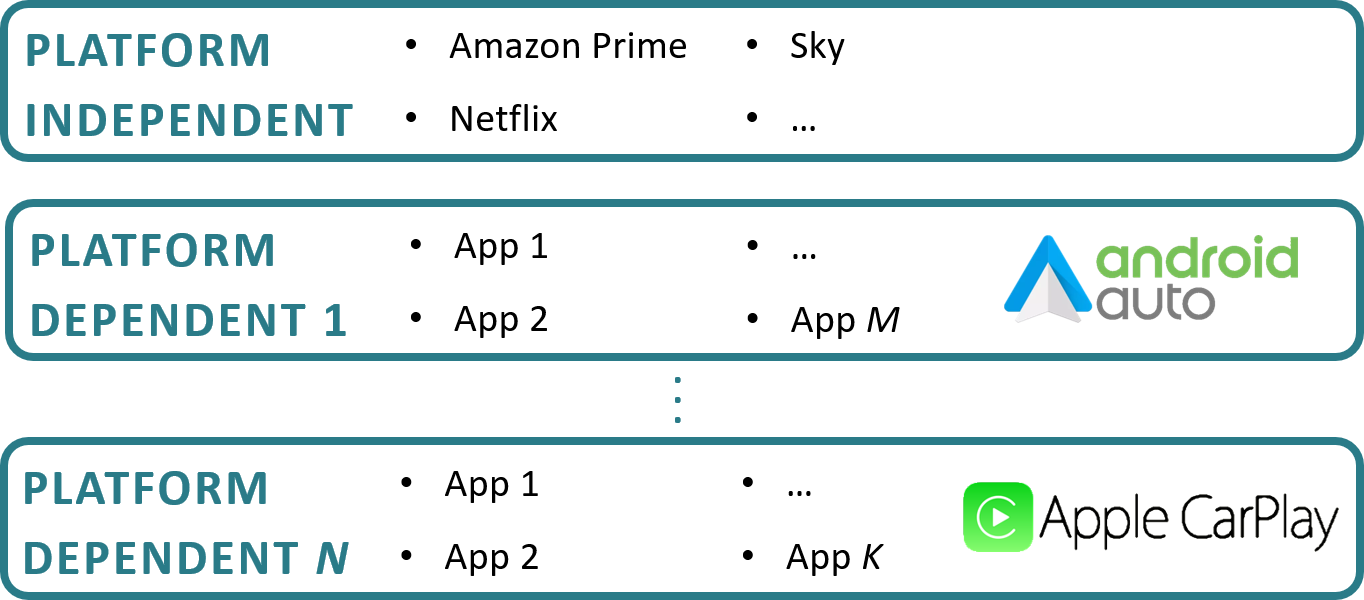 PLATFORM
INDEPENDENT
• Amazon Prime
• Netflix
• Sky
• ...
PLATFORM
DEPENDENT 1
• App 1
• App 2
• ...
• App M
android
auto
PLATFORM
DEPENDENT N
• App 1
• App 2
• ...
• App K
Apple CarPlay